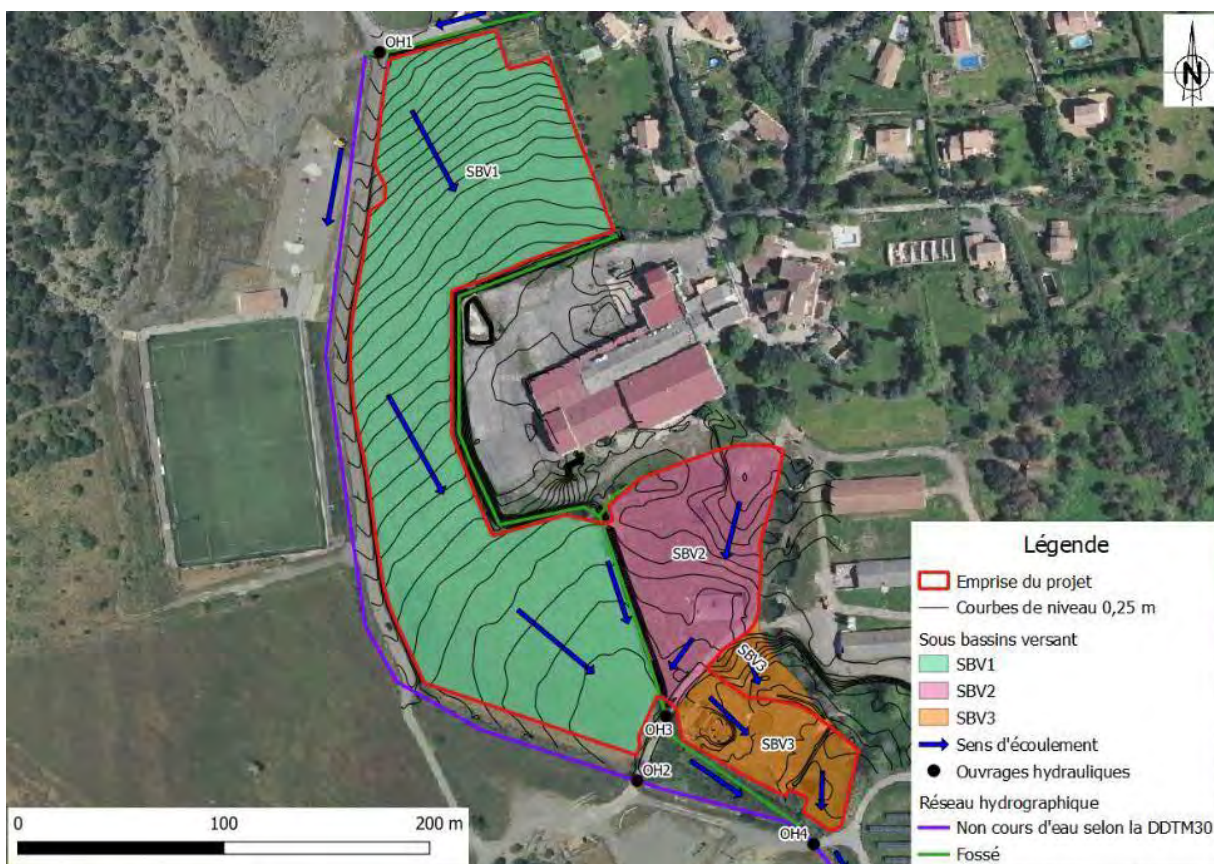 OH1
N
SBV1
SBV2
SBV3
SBV3
OH3
OH2
OH4
0 100 200 m
Légende
Emprise du projet
Courbes de niveau 0,25 m
Sous bassins versant
SBV1
SBV2
SBV3
Sens d'écoulement
Ouvrages hydrauliques
Réseau hydrographique
Non cours d'eau selon la DDTM30
Fossé